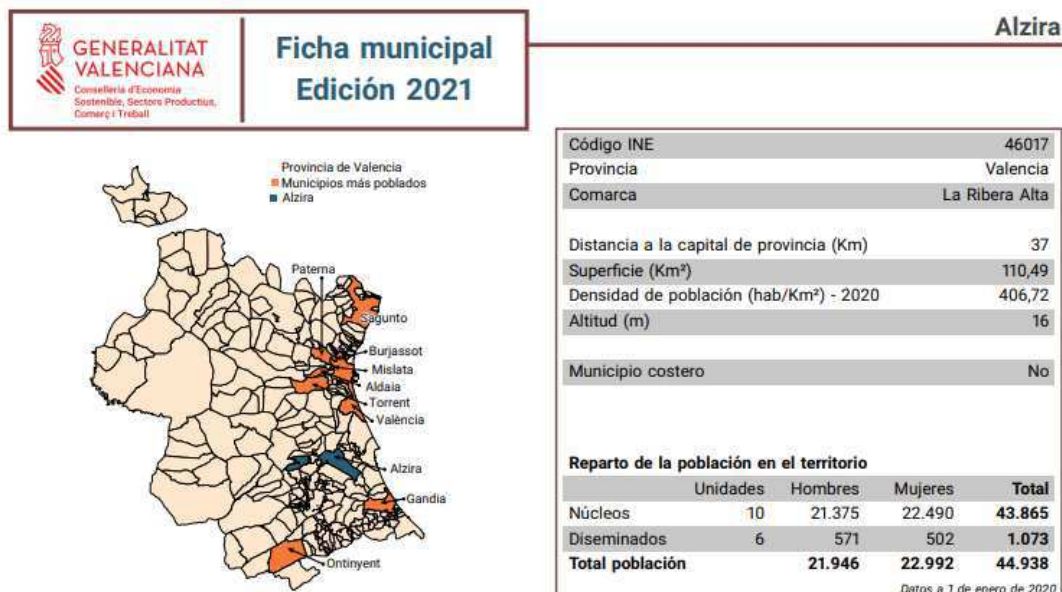 Alzira
GENERALITAT
VALENCIANA
Conselleria d'Economia
Sostenible, Sectors Productius,
Comerç i Treball
Ficha municipal
Edición 2021
Provincia de Valencia
Municipios más poblados
Alzira
Paterna
Sagunto
Burjassot
Mislata
Aldaia
Torrent
València
Alzira
Gandia
Ontinyent
Código INE 46017
Provincia Valencia
Comarca La Ribera Alta
Distancia a la capital de provincia (Km) 37
Superficie (Km²) 110,49
Densidad de población (hab/Km²) - 2020 406,72
Altitud (m) 16
Municipio costero No
Reparto de la población en el territorio
Unidades Hombres Mujeres Total
Núcleos 10 21.375 22.490 43.865
Diseminados 6 571 502 1.073
Total población 21.946 22.992 44.938
Datos a 1 de enero de 2020